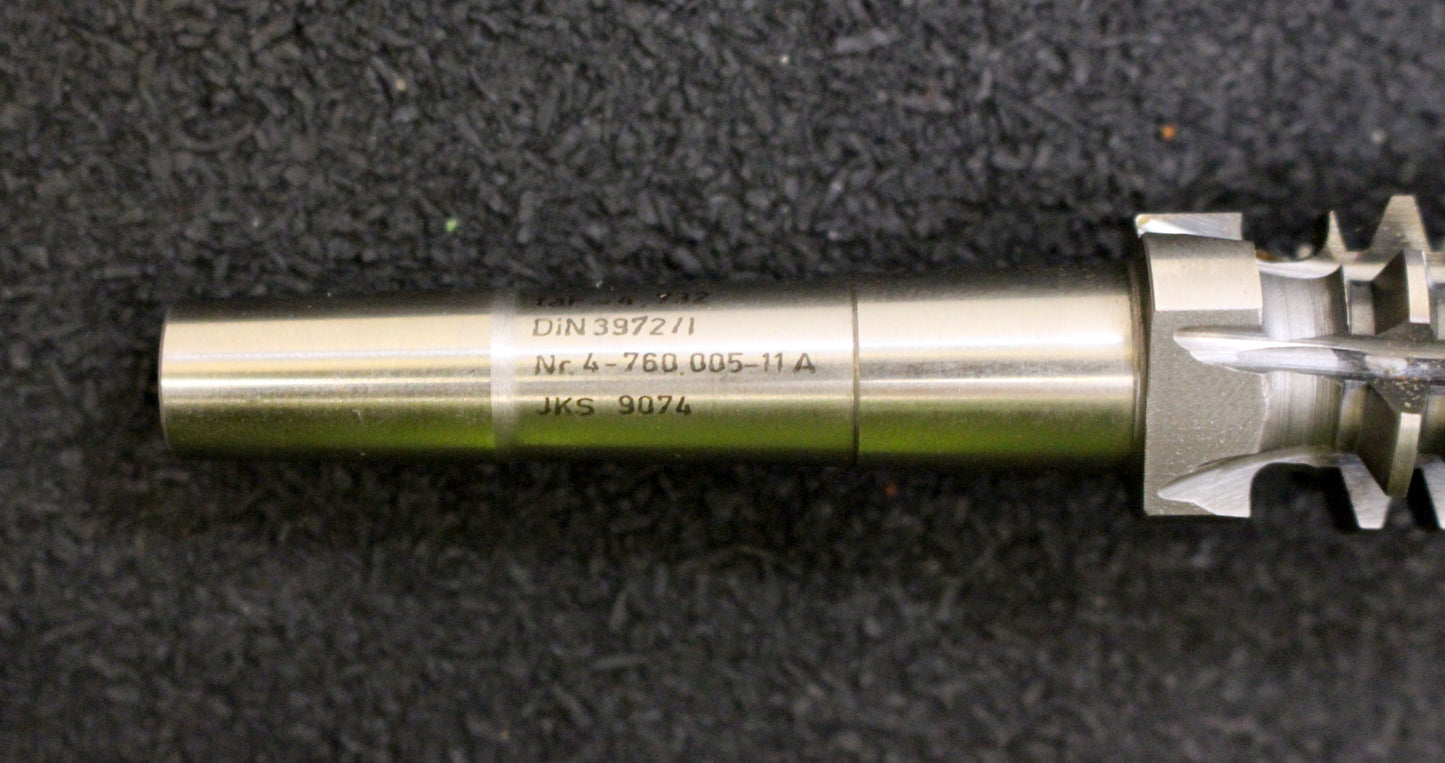 DiN 3972/I
Nr. 4-760.005-11 A
JKS 9074